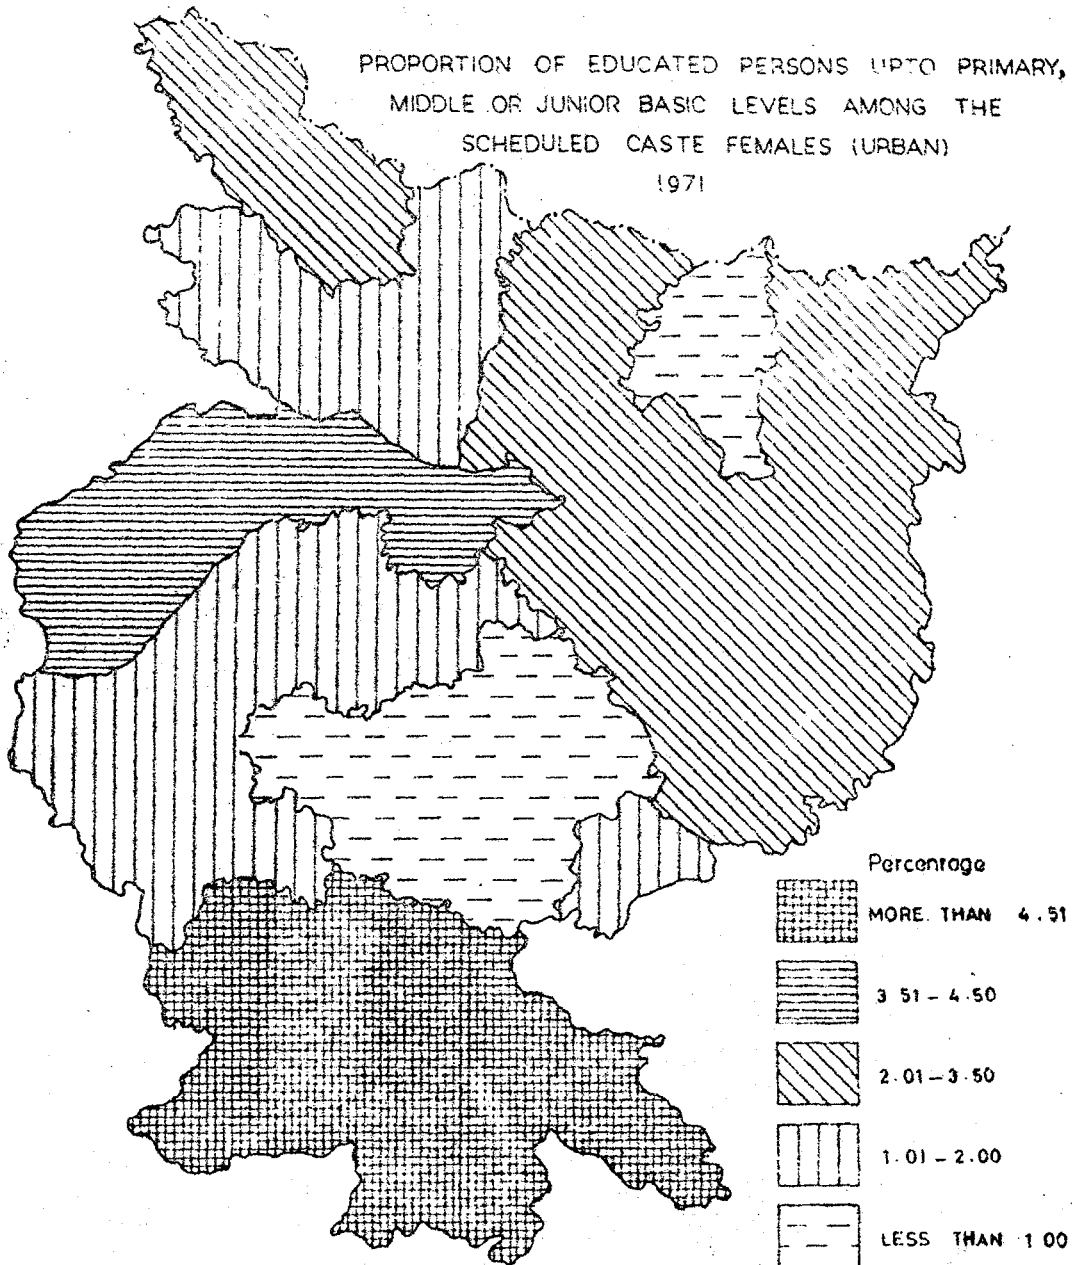 PROPORTION OF EDUCATED PERSONS UPTO PRIMARY,
MIDDLE OR JUNIOR BASIC LEVELS AMONG THE
SCHEDULED CASTE FEMALES (URBAN)
1971
Percentage
MORE THAN 4.51
3.51 - 4.50
2.01 - 3.50
1.01 - 2.00
LESS THAN 1.00